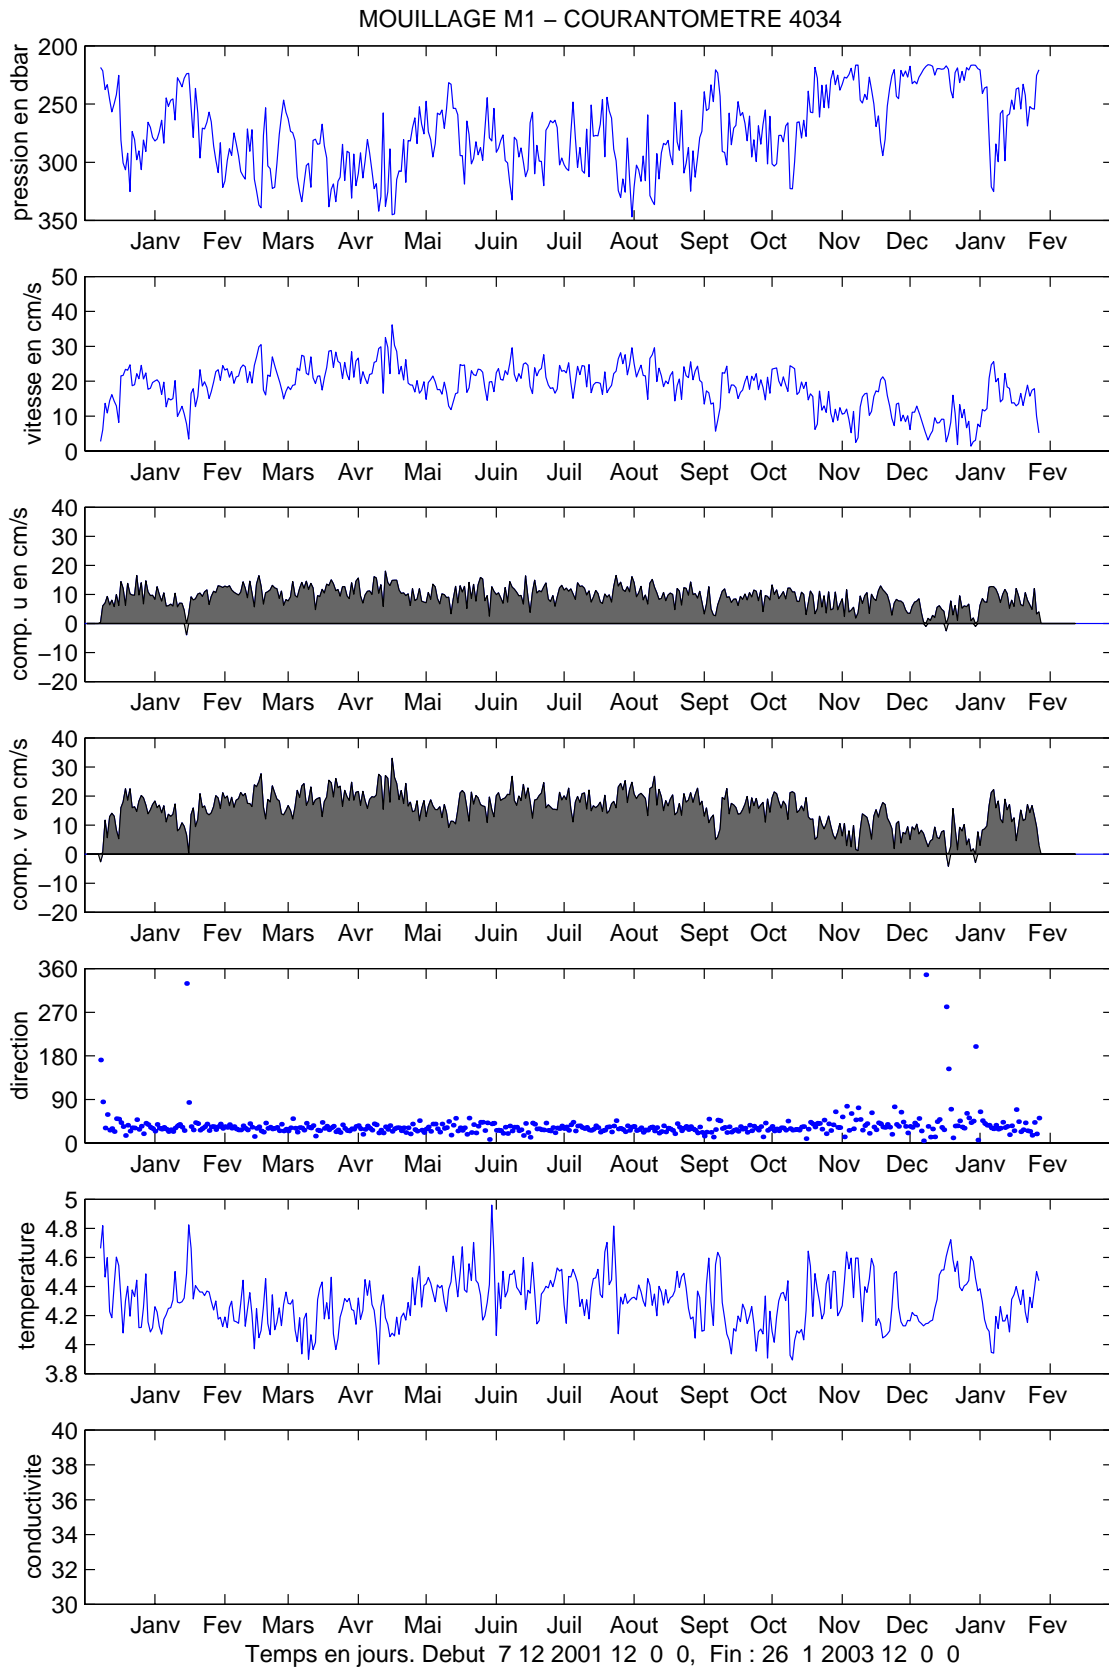 MOUILLAGE M1 – COURANTOMETRE 4034
pression en dbar
200
250
300
350
Janv Fev Mars Avr Mai Juin Juil Aout Sept Oct Nov Dec Janv Fev
vitesse en cm/s
50
40
30
20
10
0
Janv Fev Mars Avr Mai Juin Juil Aout Sept Oct Nov Dec Janv Fev
comp. u en cm/s
40
30
20
10
0
−10
−20
Janv Fev Mars Avr Mai Juin Juil Aout Sept Oct Nov Dec Janv Fev
comp. v en cm/s
40
30
20
10
0
−10
−20
Janv Fev Mars Avr Mai Juin Juil Aout Sept Oct Nov Dec Janv Fev
direction
360
270
180
90
0
Janv Fev Mars Avr Mai Juin Juil Aout Sept Oct Nov Dec Janv Fev
temperature
5
4.8
4.6
4.4
4.2
4
3.8
Janv Fev Mars Avr Mai Juin Juil Aout Sept Oct Nov Dec Janv Fev
conductivite
40
38
36
34
32
30
Janv Fev Mars Avr Mai Juin Juil Aout Sept Oct Nov Dec Janv Fev
Temps en jours. Debut 7 12 2001 12 0 0, Fin : 26 1 2003 12 0 0